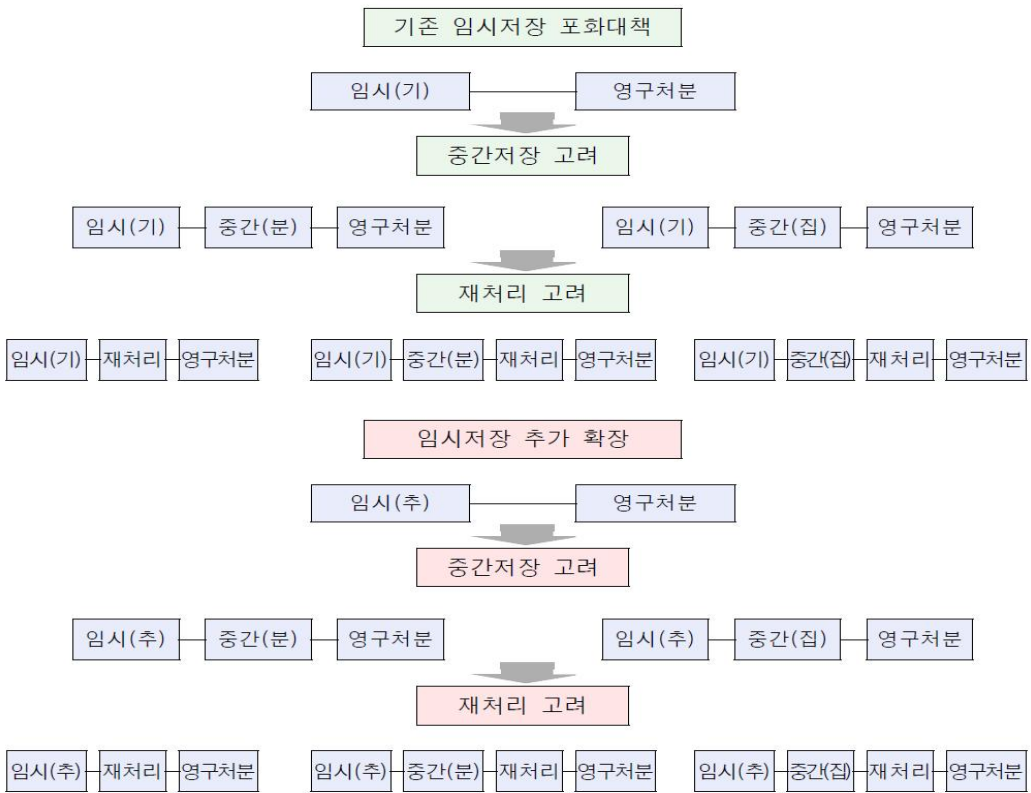 기존 임시저장 포화대책
임시(기) 영구처분
중간저장 고려
임시(기) 중간(분) 영구처분 임시(기) 중간(집) 영구처분
재처리 고려
임시(기) 재처리 영구처분 임시(기) 중간(분) 재처리 영구처분 임시(기) 중간(집) 재처리 영구처분
임시저장 추가 확장
임시(추) 영구처분
중간저장 고려
임시(추) 중간(분) 영구처분 임시(추) 중간(집) 영구처분
재처리 고려
임시(추) 재처리 영구처분 임시(추) 중간(분) 재처리 영구처분 임시(추) 중간(집) 재처리 영구처분